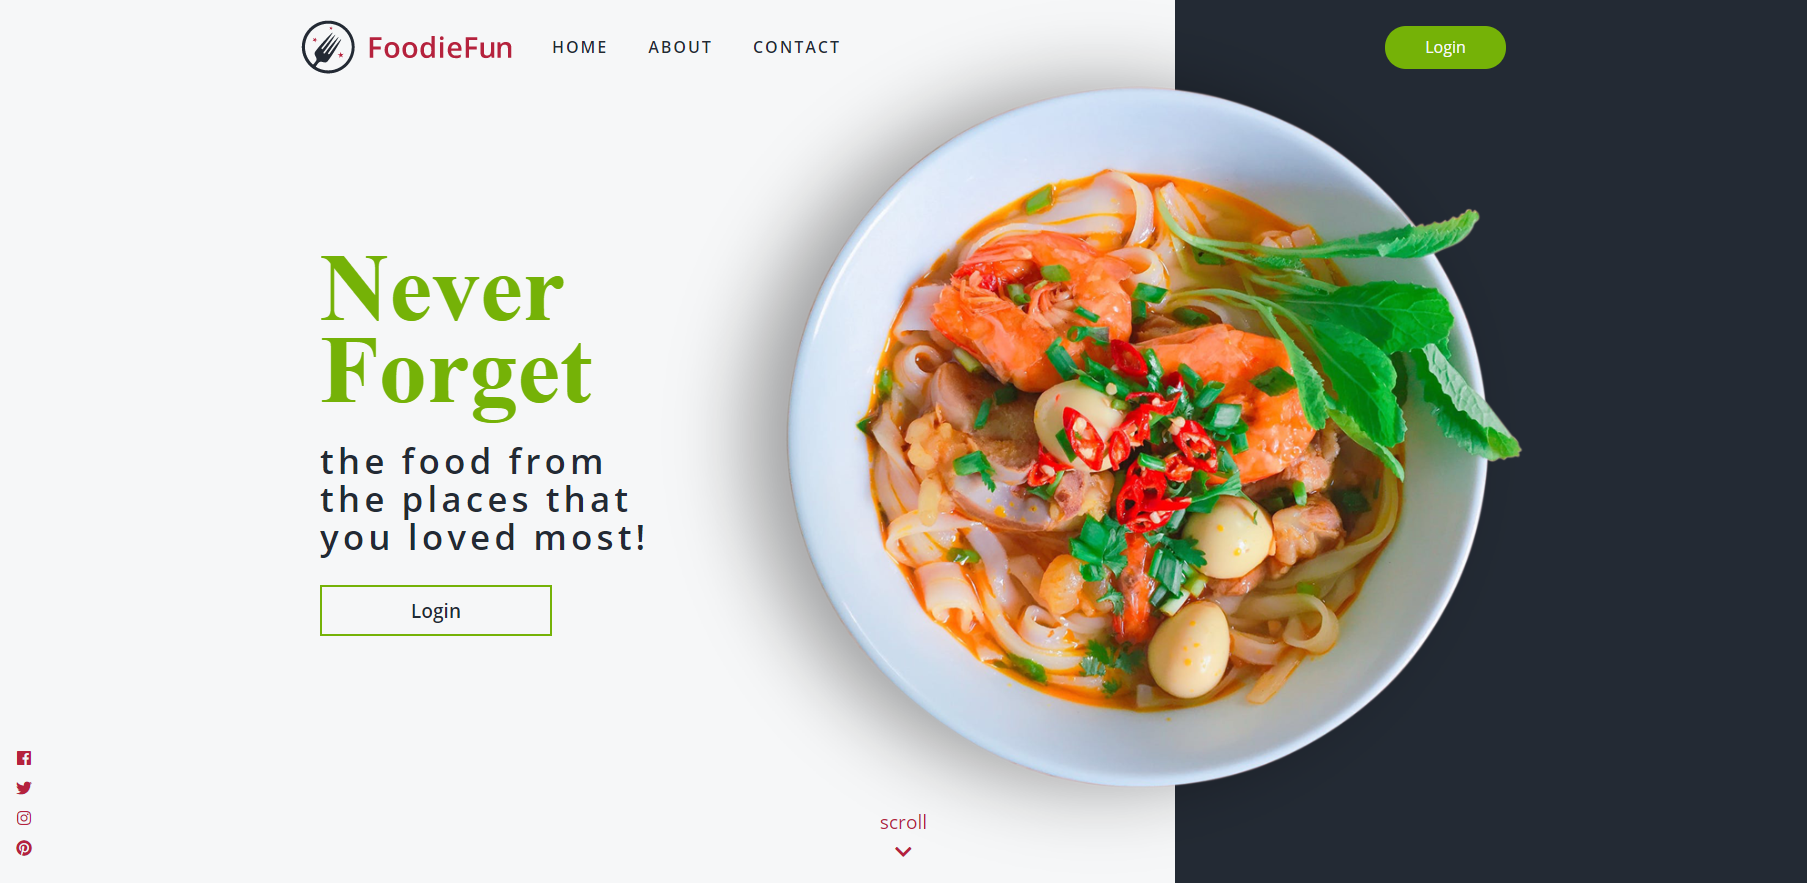 FoodieFun
HOME ABOUT CONTACT
Login
Never
Forget
the food from
the places that
you loved most!
Login
scroll